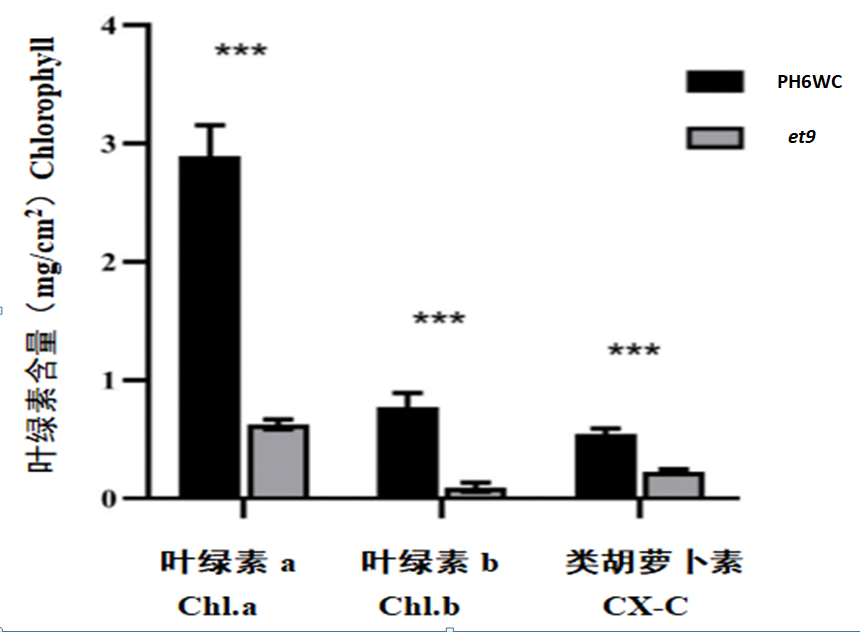 叶绿素含量（mg/cm²）Chlorophyll
4
3
2
1
0
***
***
***
PH6WC
et9
叶绿素 a
Chl.a
叶绿素 b
Chl.b
类胡萝卜素
CX-C